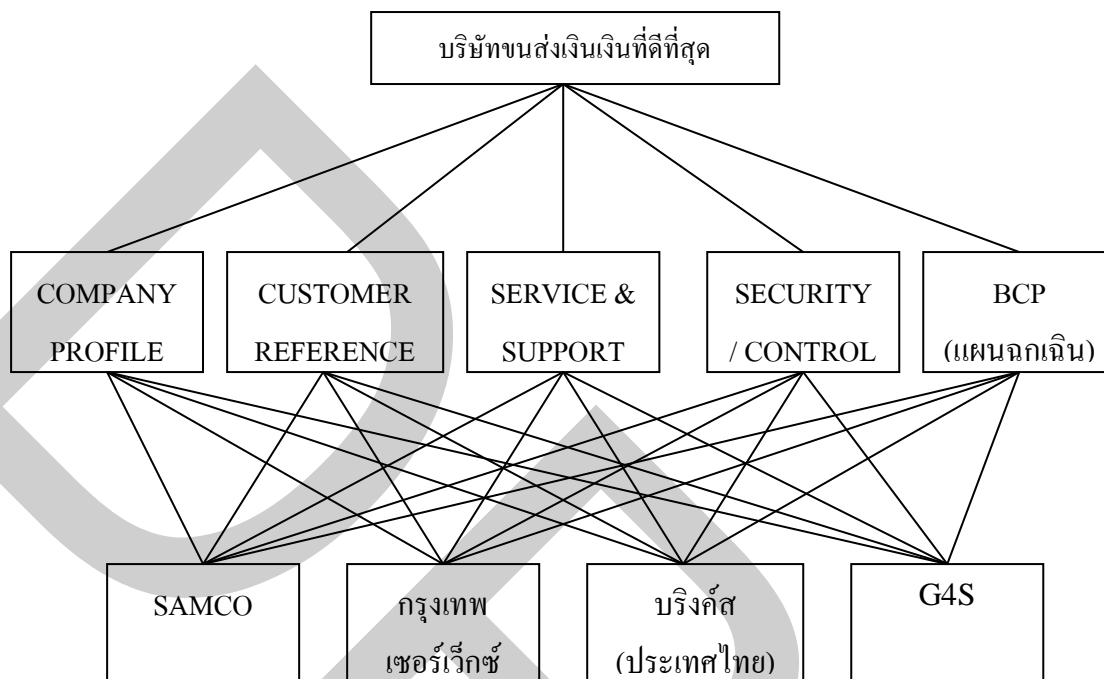 บริษัทขนส่งเงินเงินที่ดีที่สุด
COMPANY
PROFILE
CUSTOMER
REFERENCE
SERVICE &
SUPPORT
SECURITY
/ CONTROL
BCP
(แผนฉกเฉิน)
SAMCO
กรุงเทพ
เซอร์เว็กซ์
บริงค์ส
(ประเทศไทย)
G4S